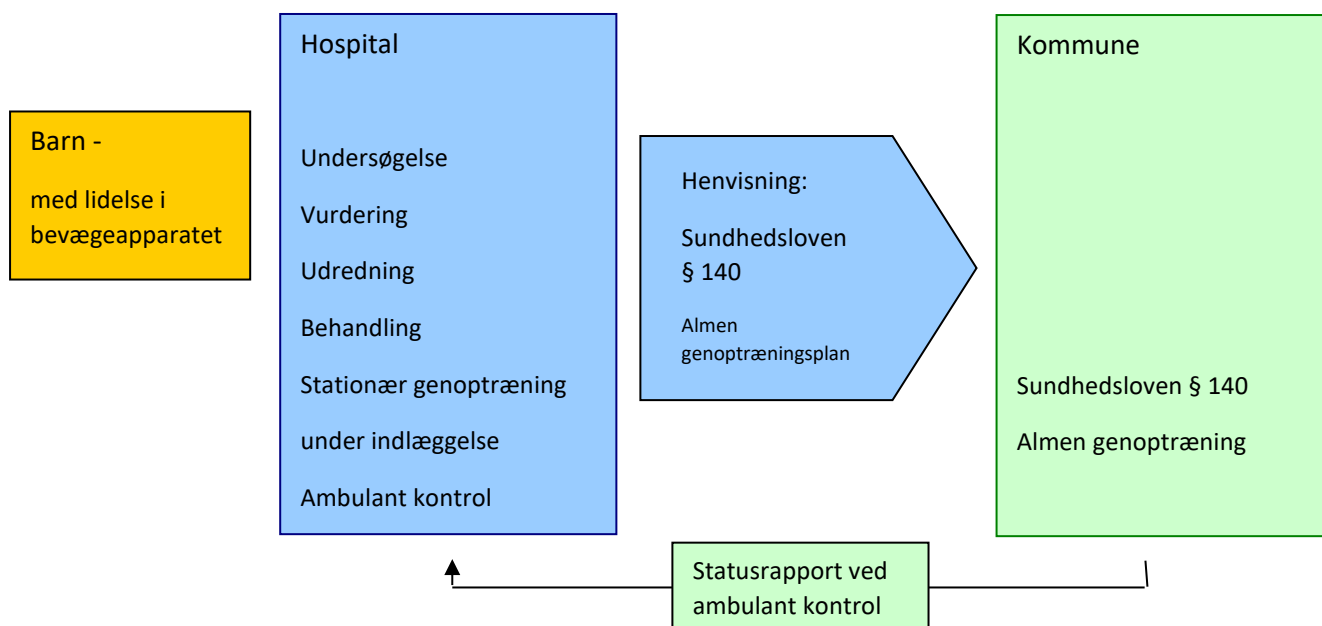 Barn -
med lidelse i
bevægeapparatet
Hospital
Undersøgelse
Vurdering
Udredning
Behandling
Stationær genoptræning
under indlæggelse
Ambulant kontrol
Henvisning:
Sundhedsloven
§ 140
Almen
genoptræningsplan
Kommune
Sundhedsloven § 140
Almen genoptræning
Statusrapport ved
ambulant kontrol